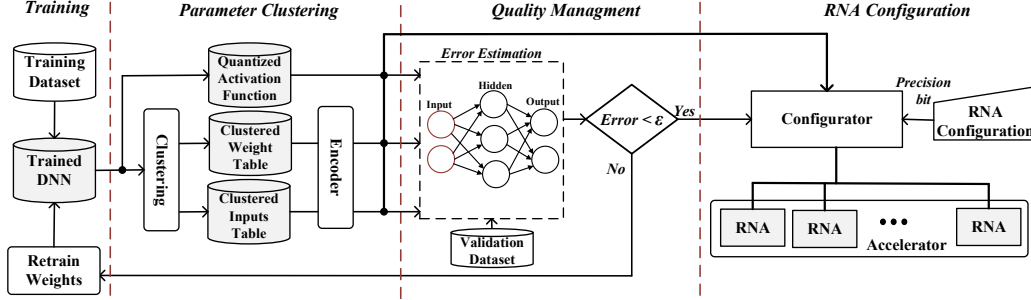 Training
Parameter Clustering
Quality Managment
RNA Configuration
Training
Dataset
Trained
DNN
Retrain
Weights
Clustering
Quantized
Activation
Function
Clustered
Weight
Table
Clustered
Inputs
Table
Encoder
Error Estimation
Input
Hidden
Output
Validation
Dataset
Error < ε
Yes
No
Configurator
Precision
bit
RNA
Configuration
RNA
RNA
•••
RNA
Accelerator